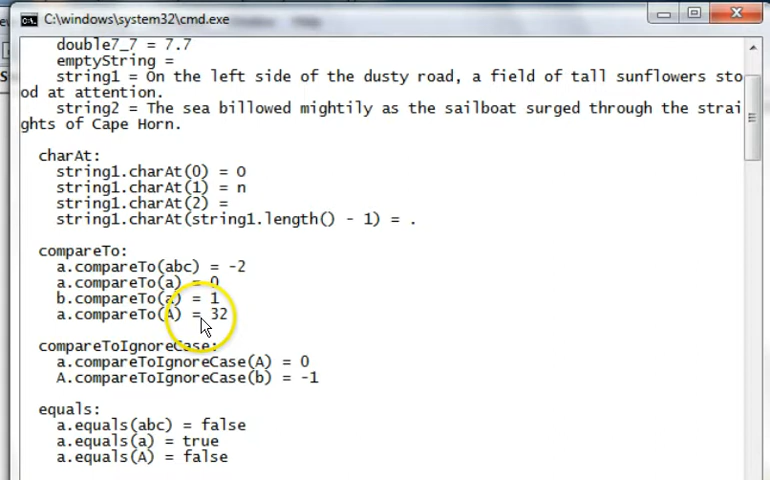 C:\windows\system32\cmd.exe
double7_7 = 7.7
emptyString =
string1 = On the left side of the dusty road, a field of tall sunflowers sto
od at attention.
string2 = The sea billowed mightily as the sailboat surged through the strai
ghts of Cape Horn.
charAt:
string1.charAt(0) = O
string1.charAt(1) = n
string1.charAt(2) =
string1.charAt(string1.length() - 1) = .
compareTo:
a.compareTo(abc) = -2
a.compareTo(a) = 0
b.compareTo(a) = 1
a.compareTo(A) = 32
compareToIgnoreCase:
a.compareToIgnoreCase(A) = 0
A.compareToIgnoreCase(b) = -1
equals:
a.equals(abc) = false
a.equals(a) = true
a.equals(A) = false